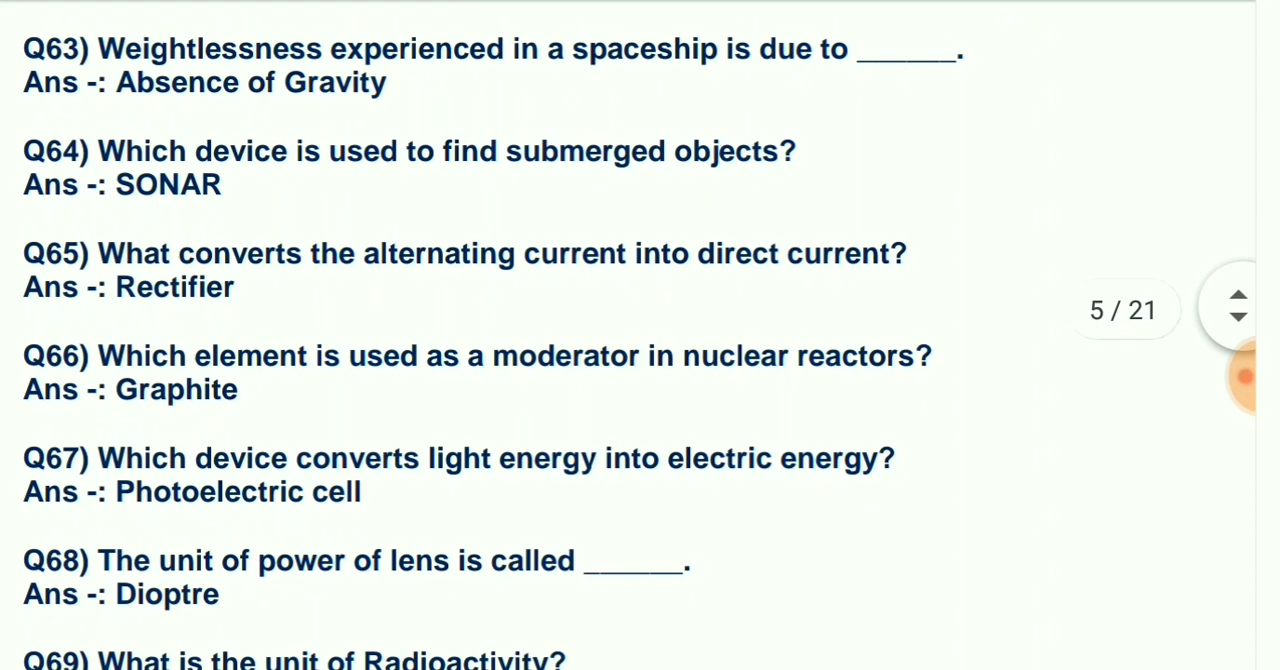 Q63) Weightlessness experienced in a spaceship is due to ______.
Ans -: Absence of Gravity
Q64) Which device is used to find submerged objects?
Ans -: SONAR
Q65) What converts the alternating current into direct current?
Ans -: Rectifier
5 / 21
Q66) Which element is used as a moderator in nuclear reactors?
Ans -: Graphite
Q67) Which device converts light energy into electric energy?
Ans -: Photoelectric cell
Q68) The unit of power of lens is called ______.
Ans -: Dioptre
Q69) What is the unit of Radioactivity?